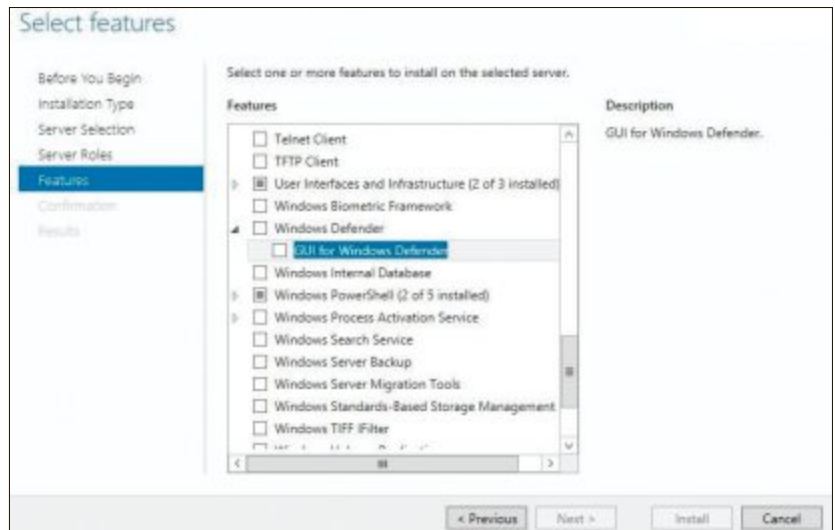 Select features
Before You Begin
Installation Type
Server Selection
Server Roles
Features
Confirmation
Results
Select one or more features to install on the selected server.
Features
Telnet Client
TFTP Client
User Interfaces and Infrastructure (2 of 3 installed)
Windows Biometric Framework
Windows Defender
GUI for Windows Defender
Windows Internal Database
Windows PowerShell (2 of 5 installed)
Windows Process Activation Service
Windows Search Service
Windows Server Backup
Windows Server Migration Tools
Windows Standards-Based Storage Management
Windows TIFF IFilter
Description
GUI for Windows Defender.
< Previous
Next >
Install
Cancel